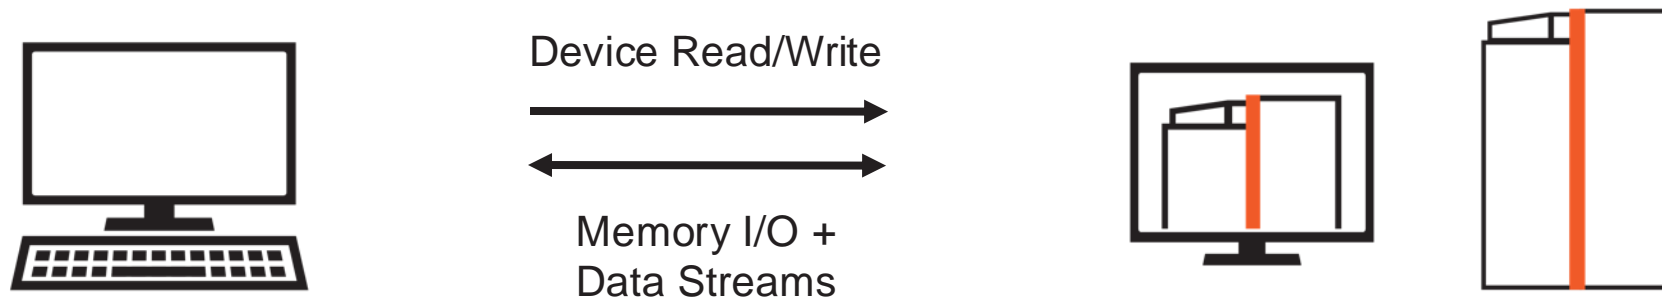 Device Read/Write
Memory I/O +
Data Streams